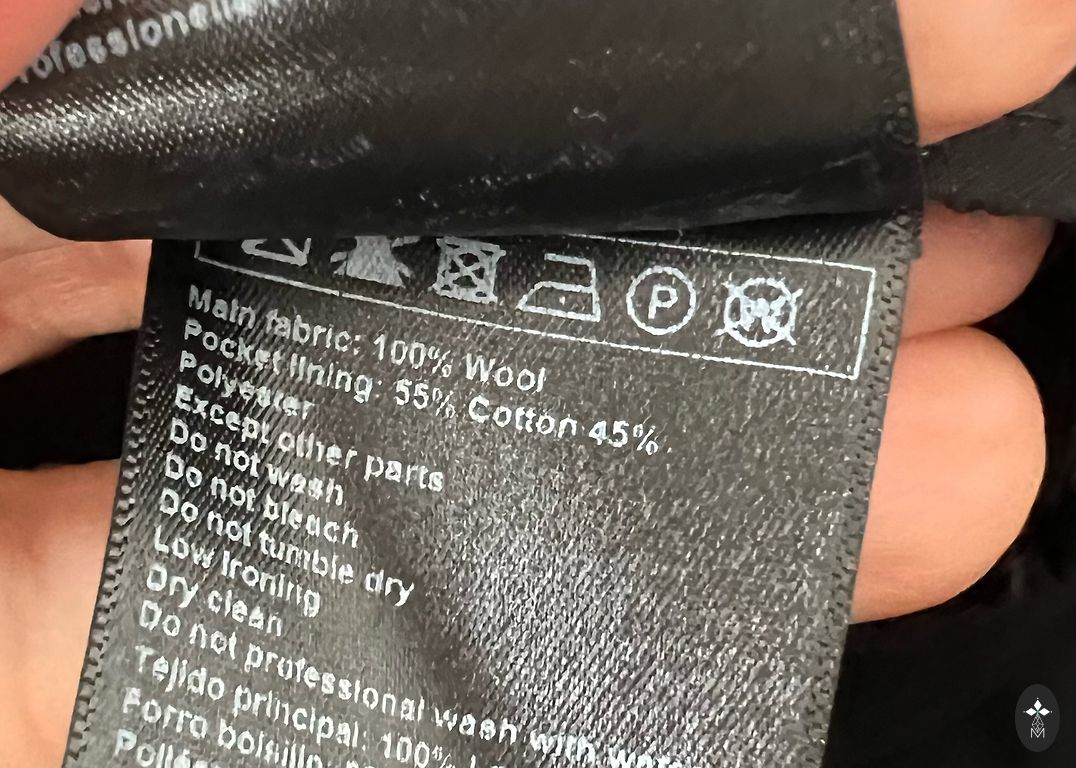 Professionell
P
W
Main fabric: 100% Wool
Pocket lining: 55% Cotton 45%
Polyester
Except other parts
Do not wash
Do not bleach
Do not tumble dry
Low ironing
Dry clean
Do not professional wash with water
Tejido principal: 100%
Forro bolsillo:
M